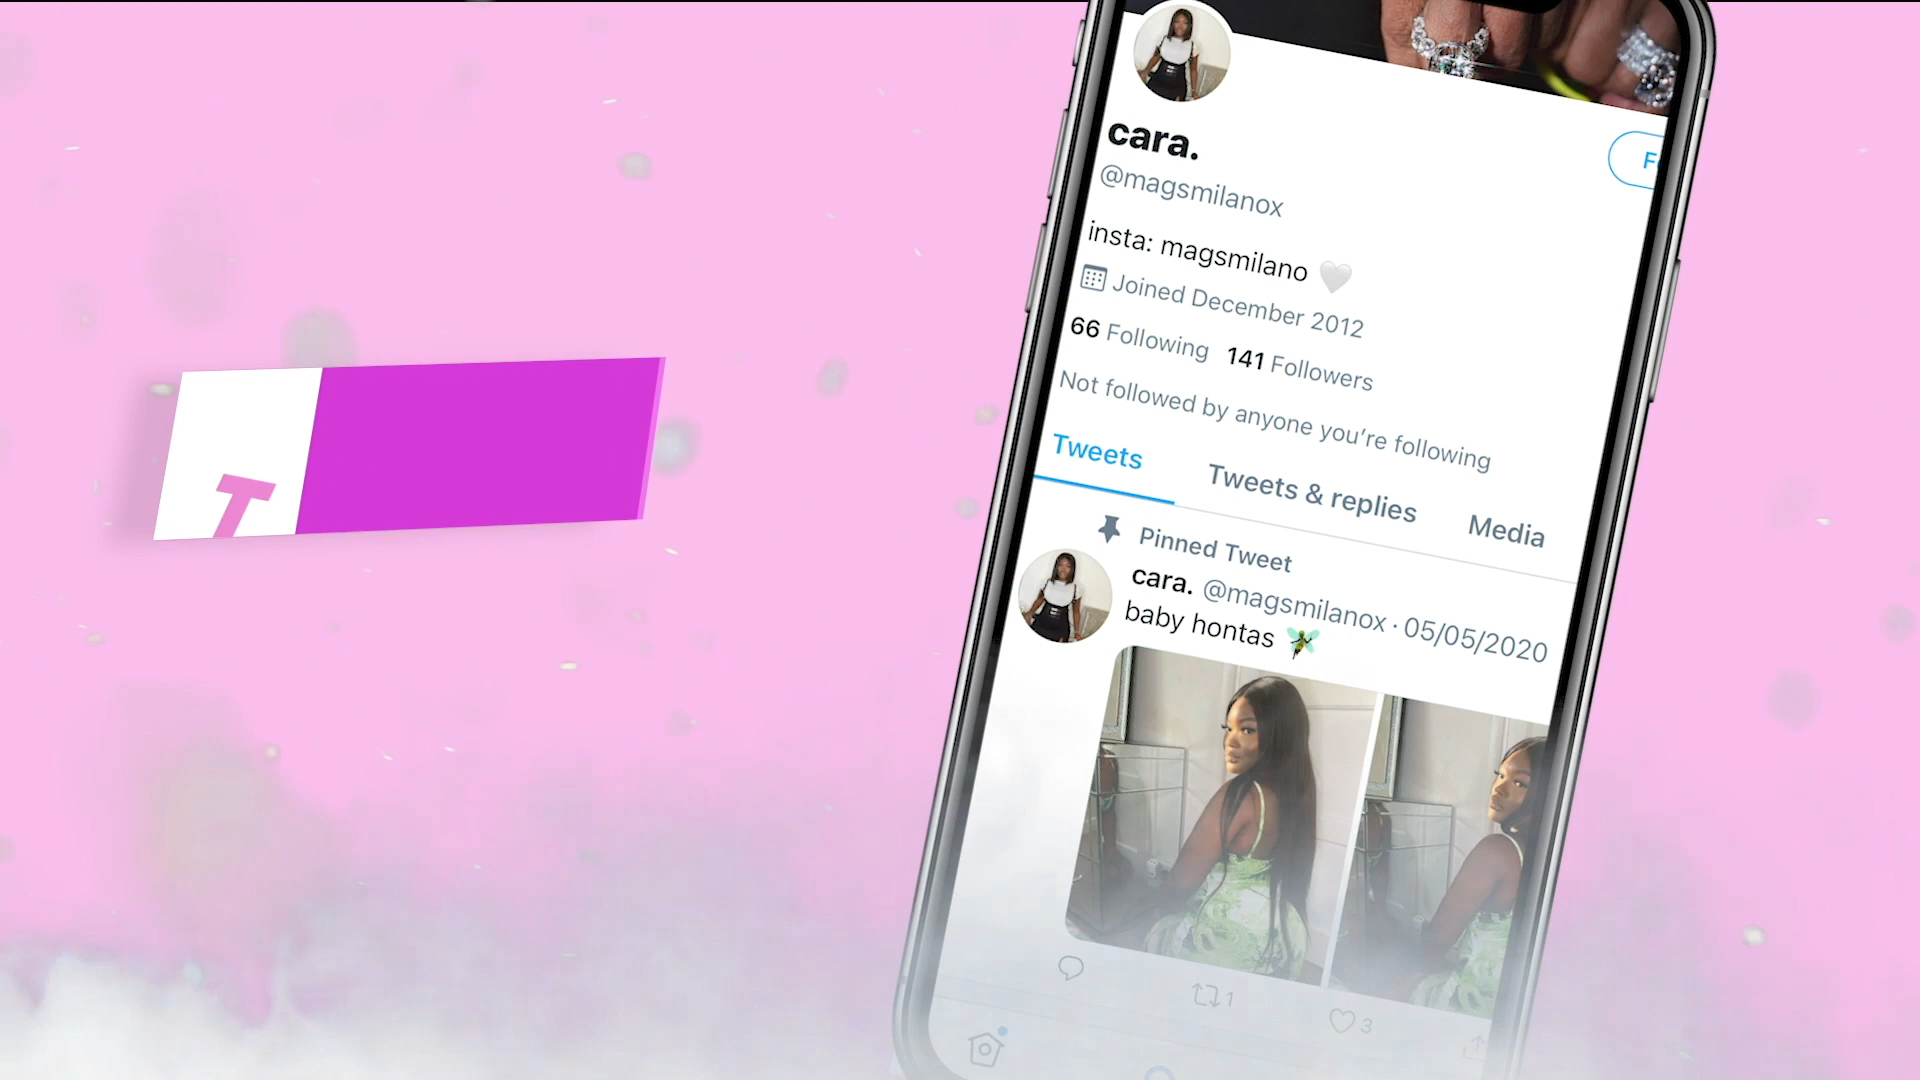 T
cara.
Fo
@magsmilanox
insta: magsmilano 🤍
Joined December 2012
66 Following 141 Followers
Not followed by anyone you're following
Tweets Tweets & replies Media
Pinned Tweet
cara. @magsmilanox · 05/05/2020
baby hontas
1 3